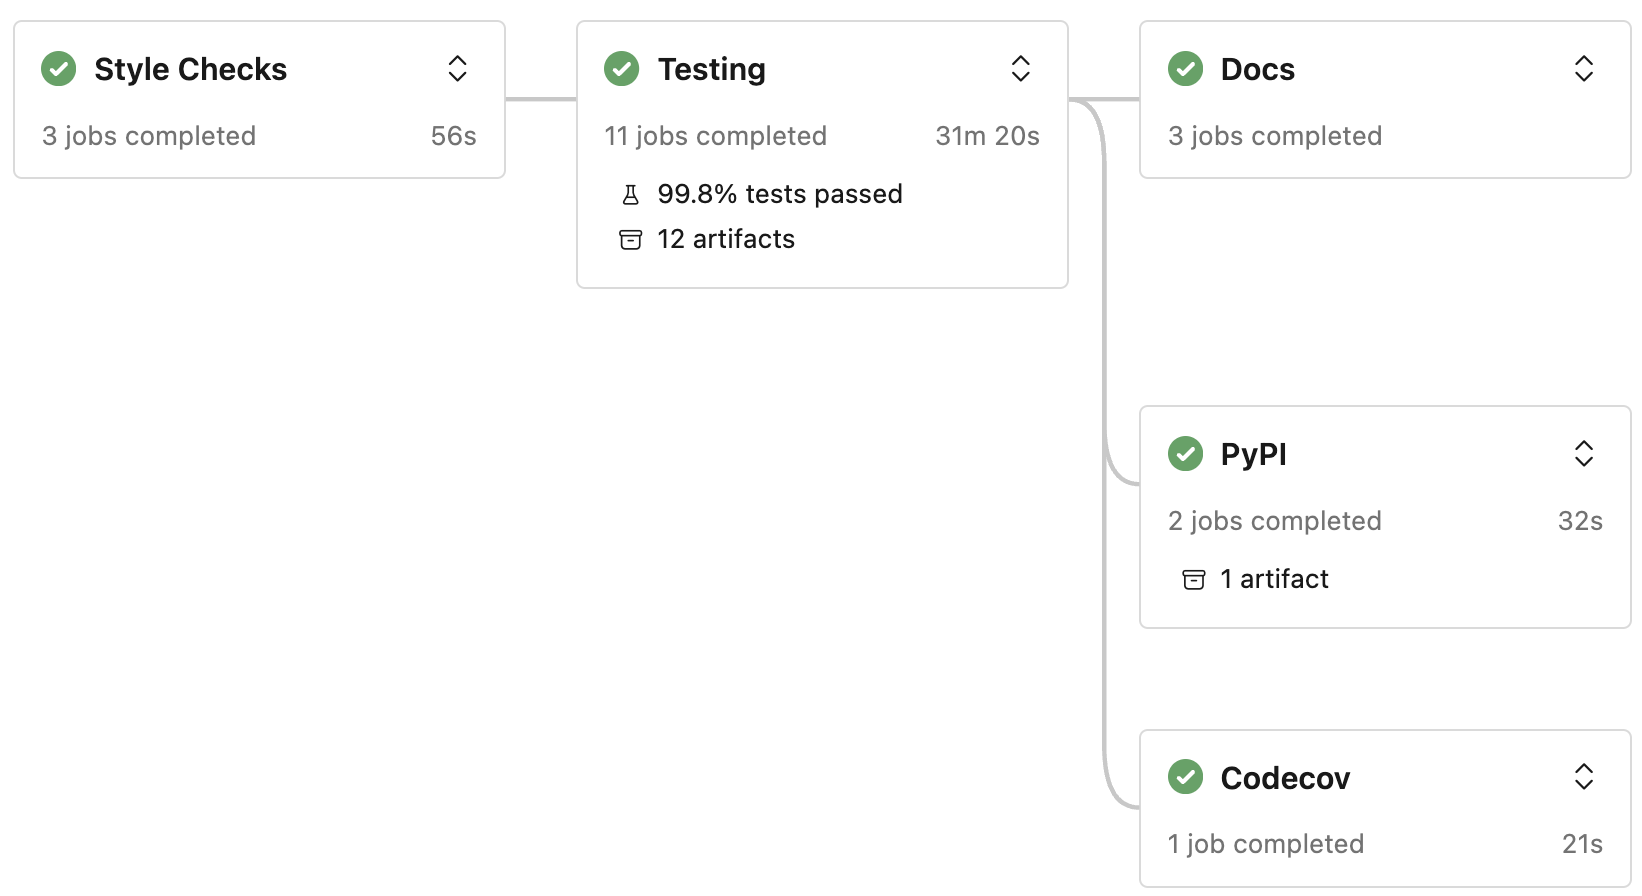 Style Checks
3 jobs completed 56s
Testing
11 jobs completed 31m 20s
99.8% tests passed
12 artifacts
Docs
3 jobs completed
PyPI
2 jobs completed 32s
1 artifact
Codecov
1 job completed 21s